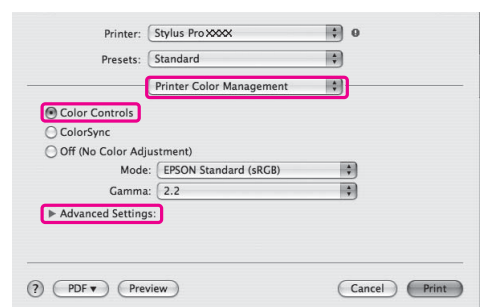 Printer: Stylus Pro XXXX
Presets: Standard
Printer Color Management
Color Controls
ColorSync
Off (No Color Adjustment)
Mode: EPSON Standard (sRGB)
Gamma: 2.2
Advanced Settings:
? PDF Preview Cancel Print